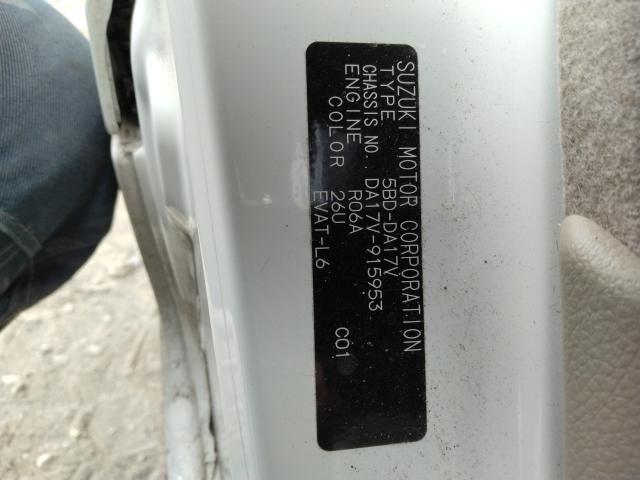 SUZUKI MOTOR CORPORATION
TYPE 5BD-DA17V
CHASSIS NO. DA17V-915953
ENGINE R06A
COLOR 26U C01
EVAT-L6